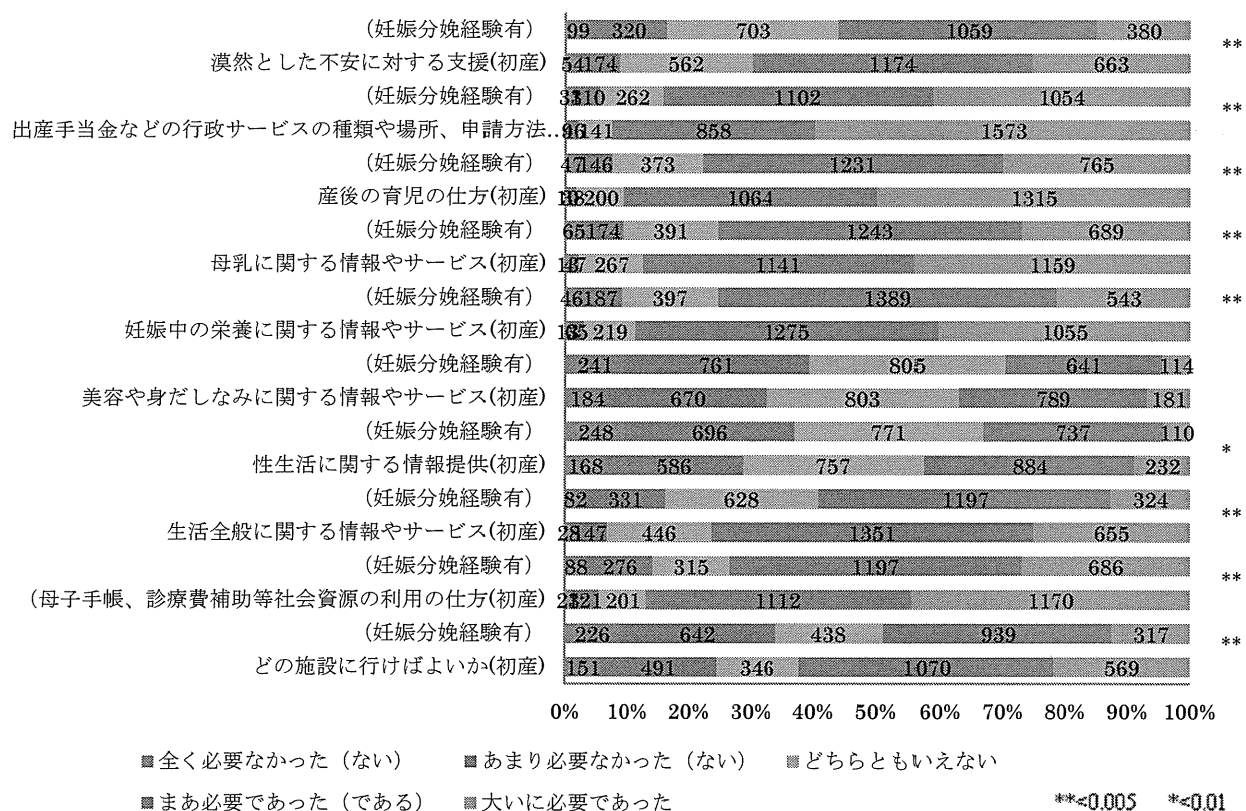 (妊娠分娩経験有) 99 320 703 1059 380
**
漠然とした不安に対する支援(初産) 54 174 562 1174 663
(妊娠分娩経験有) 110 262 1102 1054
**
出産手当金などの行政サービスの種類や場所、申請方法… 141 858 1573
(妊娠分娩経験有) 47 146 373 1231 765
**
産後の育児の仕方(初産) 200 1064 1315
(妊娠分娩経験有) 65 174 391 1243 689
**
母乳に関する情報やサービス(初産) 267 1141 1159
(妊娠分娩経験有) 46 187 397 1389 543
**
妊娠中の栄養に関する情報やサービス(初産) 219 1275 1055
(妊娠分娩経験有) 241 761 805 641 114
美容や身だしなみに関する情報やサービス(初産) 184 670 803 789 181
(妊娠分娩経験有) 248 696 771 737 110
*
性生活に関する情報提供(初産) 168 586 757 884 232
(妊娠分娩経験有) 82 331 628 1197 324
**
生活全般に関する情報やサービス(初産) 28 147 446 1351 655
(妊娠分娩経験有) 88 276 315 1197 686
**
(母子手帳、診療費補助等社会資源の利用の仕方(初産) 121 201 1112 1170
(妊娠分娩経験有) 226 642 438 939 317
**
どの施設に行けばよいか(初産) 151 491 346 1070 569
0% 10% 20% 30% 40% 50% 60% 70% 80% 90% 100%
全く必要なかった(ない) あまり必要なかった(ない) どちらともいえない
まあ必要であった(である) 大いに必要であった
**<0.005 *<0.01